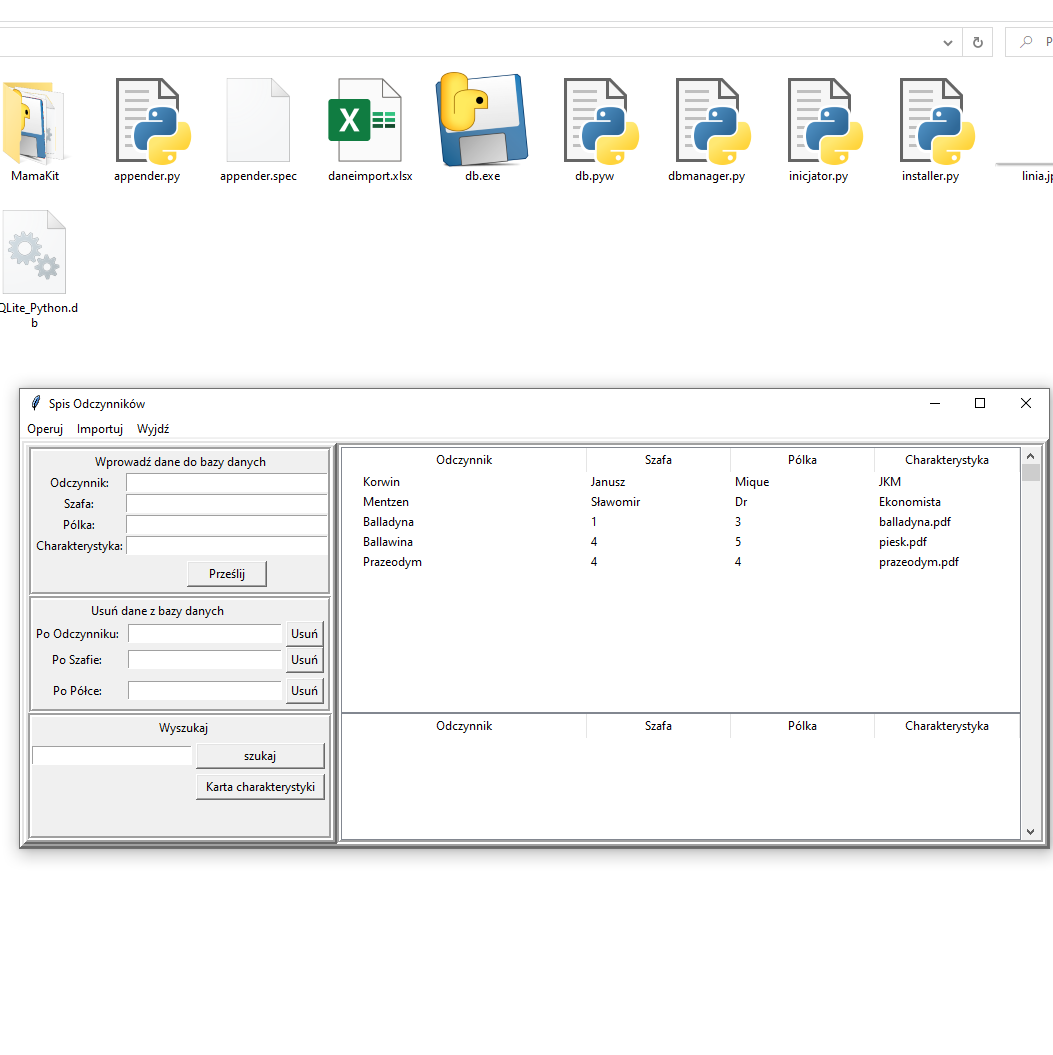 P
MamaKit
appender.py
appender.spec
daneimport.xlsx
db.exe
db.pyw
dbmanager.py
inicjator.py
installer.py
linia.jp
QLite_Python.d
b
Spis Odczynników
Operuj Importuj Wyjdź
Wprowadź dane do bazy danych
Odczynnik:
Szafa:
Pólka:
Charakterystyka:
Prześlij
Usuń dane z bazy danych
Po Odczynniku: Usuń
Po Szafie: Usuń
Po Pólce: Usuń
Wyszukaj
szukaj
Karta charakterystyki
Odczynnik Szafa Pólka Charakterystyka
Korwin Janusz Mique JKM
Mentzen Sławomir Dr Ekonomista
Balladyna 1 3 balladyna.pdf
Ballawina 4 5 piesk.pdf
Prazeodym 4 4 prazeodym.pdf
Odczynnik Szafa Pólka Charakterystyka